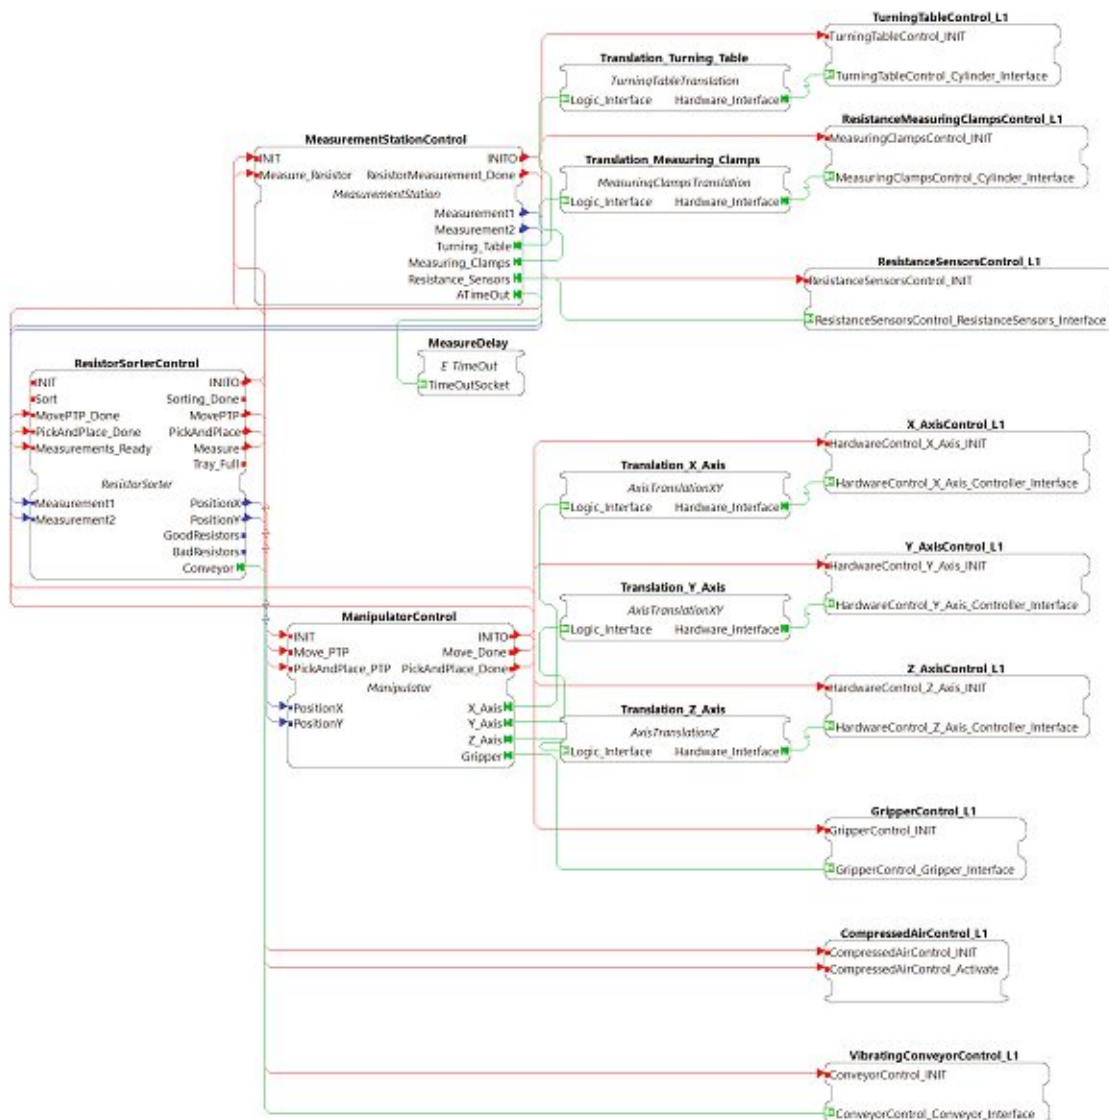 TurningTableControl_L1
TurningTableControl_INIT
TurningTableControl_Cylinder_Interface
Translation_Turning_Table
TurningTableTranslation
Logic_Interface Hardware_Interface
ResistanceMeasuringClampsControl_L1
MeasuringClampsControl_INIT
MeasuringClampsControl_Cylinder_Interface
MeasurementStationControl
INIT INITO
Measure_Resistor ResistorMeasurement_Done
MeasurementStation
Measurement1
Measurement2
Turning_Table
Measuring_Clamps
Resistance_Sensors
ATimeOut
Translation_Measuring_Clamps
MeasuringClampsTranslation
Logic_Interface Hardware_Interface
ResistanceSensorsControl_L1
ResistanceSensorsControl_INIT
ResistanceSensorsControl_ResistanceSensors_Interface
MeasureDelay
E_TimeOut
TimeOutSocket
ResistorSorterControl
INIT INITO
Sort Sorting_Done
MovePTP_Done MovePTP
PickAndPlace_Done PickAndPlace
Measurements_Ready Measure
Tray_Full
ResistorSorter
Measurement1 PositionX
Measurement2 PositionY
GoodResistors
BadResistors
Conveyor
X_AxisControl_L1
HardwareControl_X_Axis_INIT
HardwareControl_X_Axis_Controller_Interface
Translation_X_Axis
AxisTranslationXY
Logic_Interface Hardware_Interface
Y_AxisControl_L1
HardwareControl_Y_Axis_INIT
HardwareControl_Y_Axis_Controller_Interface
Translation_Y_Axis
AxisTranslationXY
Logic_Interface Hardware_Interface
ManipulatorControl
INIT INITO
Move_PTP Move_Done
PickAndPlace_PTP PickAndPlace_Done
Manipulator
PositionX X_Axis
PositionY Y_Axis
Z_Axis
Gripper
Z_AxisControl_L1
HardwareControl_Z_Axis_INIT
HardwareControl_Z_Axis_Controller_Interface
Translation_Z_Axis
AxisTranslationZ
Logic_Interface Hardware_Interface
GripperControl_L1
GripperControl_INIT
GripperControl_Gripper_Interface
CompressedAirControl_L1
CompressedAirControl_INIT
CompressedAirControl_Activate
VibratingConveyorControl_L1
ConveyorControl_INIT
ConveyorControl_Conveyor_Interface